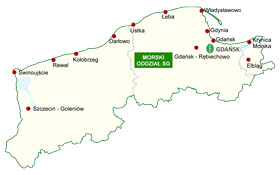 Władysławowo
Łeba
Ustka
Gdynia
Darłowo
Gdańsk
Krynica
Morska
GDAŃSK
Kołobrzeg
Gdańsk - Rębiechowo
MORSKI
ODDZIAŁ SG
Rewal
Elbląg
Świnoujście
Szczecin - Goleniów